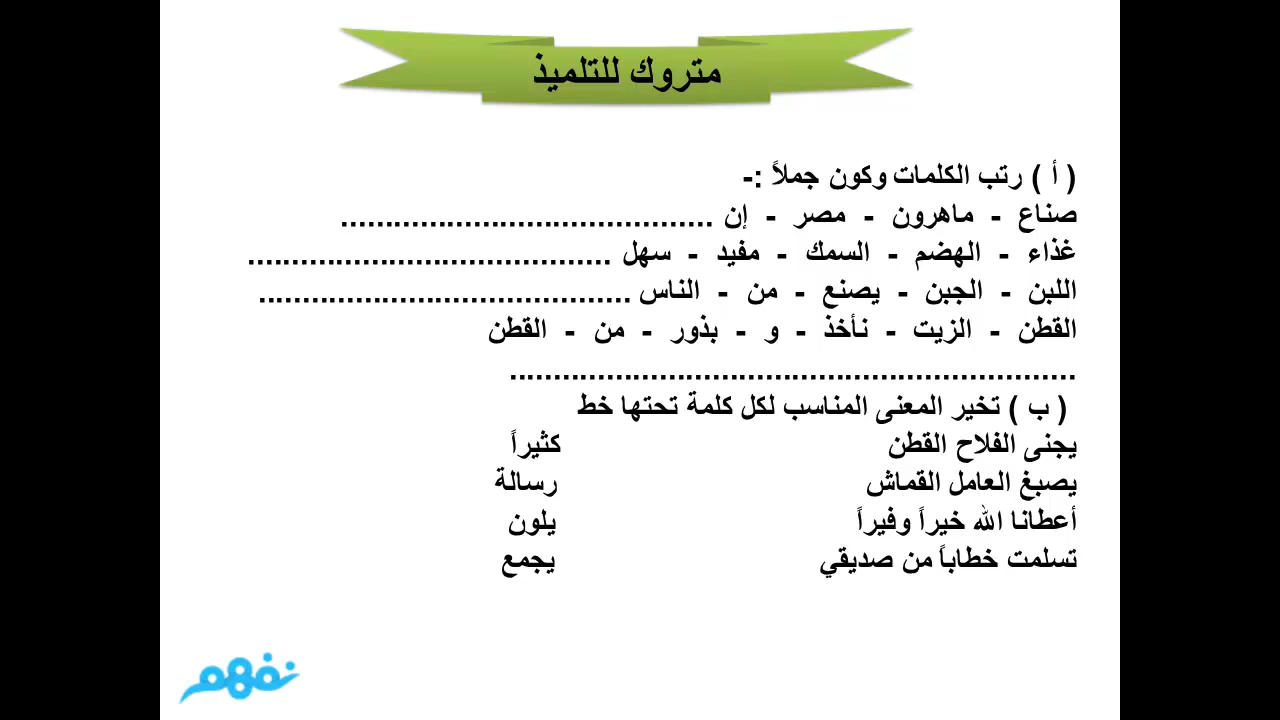 متروك للتلميذ
( أ ) رتب الكلمات وكون جملاً :-
صناع - ماهرون - مصر - إن ..........................................
غذاء - الهضم - السمك - مفيد - سهل .........................................
اللبن - الجبن - يصنع - من - الناس ..........................................
القطن - الزيت - نأخذ - و - بذور - من - القطن
................................................................
( ب ) تخير المعنى المناسب لكل كلمة تحتها خط
يجنى الفلاح القطن كثيراً
يصبغ العامل القماش رسالة
أعطانا الله خيراً وفيراً يلون
تسلمت خطاباً من صديقي يجمع
نفهم